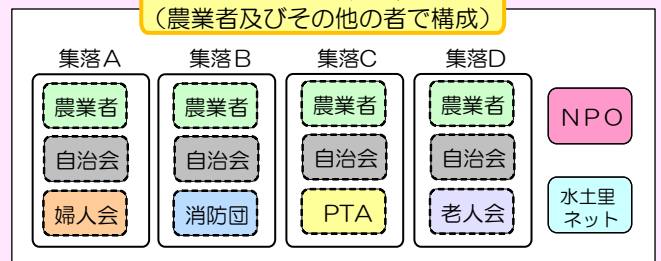 （農業者及びその他の者で構成）
集落A
集落B
集落C
集落D
農業者
農業者
農業者
農業者
NPO
自治会
自治会
自治会
自治会
婦人会
消防団
PTA
老人会
水土里
ネット